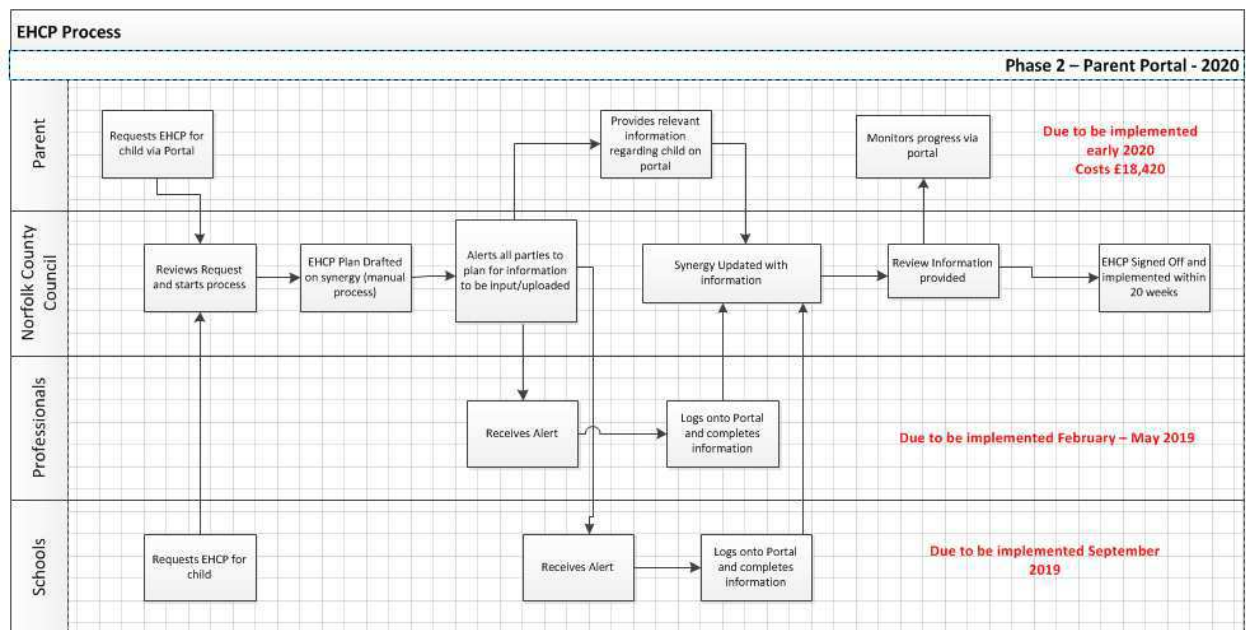 EHCP Process
Phase 2 – Parent Portal - 2020
Parent
Requests EHCP for
child via Portal
Provides relevant
information
regarding child on
portal
Monitors progress via
portal
Due to be implemented
early 2020
Costs £18,420
Norfolk County
Council
Reviews Request
and starts process
EHCP Plan Drafted
on synergy (manual
process)
Alerts all parties to
plan for information
to be input/uploaded
Synergy Updated with
information
Review Information
provided
EHCP Signed Off and
implemented within
20 weeks
Professionals
Receives Alert
Logs onto Portal
and completes
information
Due to be implemented February – May 2019
Schools
Requests EHCP for
child
Receives Alert
Logs onto Portal
and completes
information
Due to be implemented September
2019